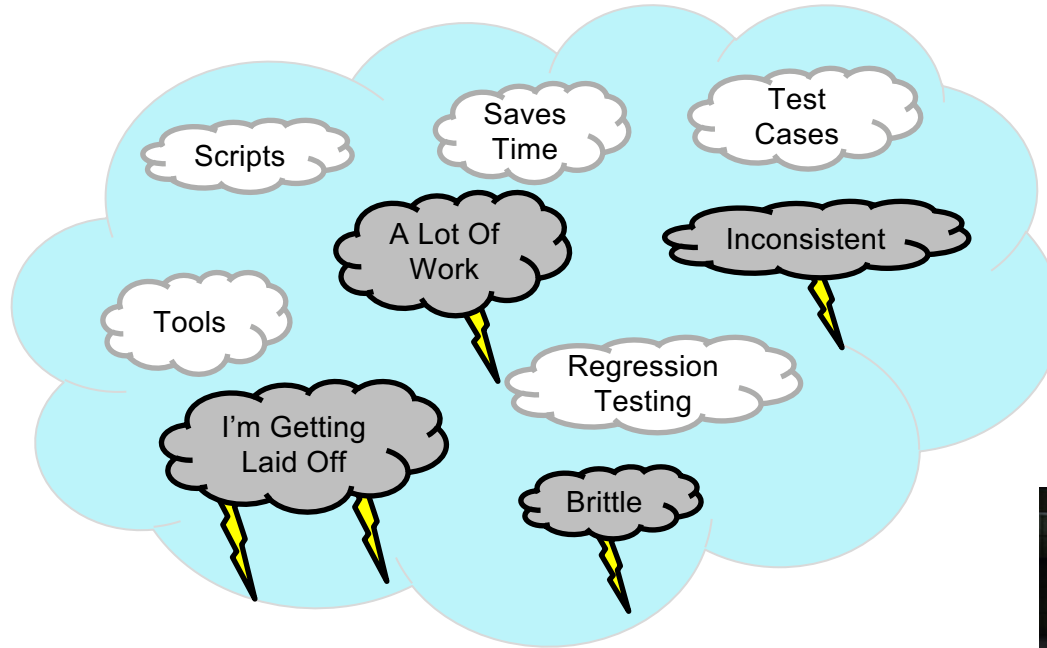 Scripts
Saves
Time
Test
Cases
A Lot Of
Work
Inconsistent
Tools
Regression
Testing
I'm Getting
Laid Off
Brittle